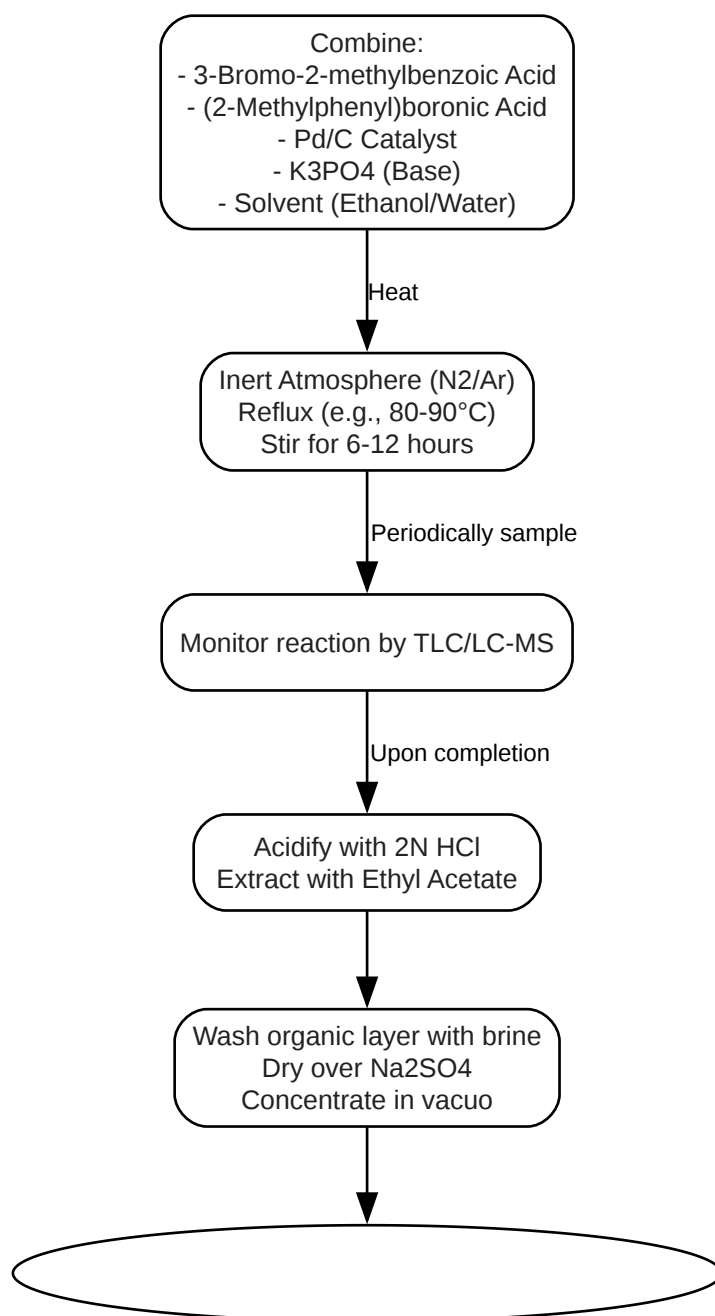 Combine:
- 3-Bromo-2-methylbenzoic Acid
- (2-Methylphenyl)boronic Acid
- Pd/C Catalyst
- K3PO4 (Base)
- Solvent (Ethanol/Water)
Heat
Inert Atmosphere (N2/Ar)
Reflux (e.g., 80-90°C)
Stir for 6-12 hours
Periodically sample
Monitor reaction by TLC/LC-MS
Upon completion
Acidify with 2N HCl
Extract with Ethyl Acetate
Wash organic layer with brine
Dry over Na2SO4
Concentrate in vacuo